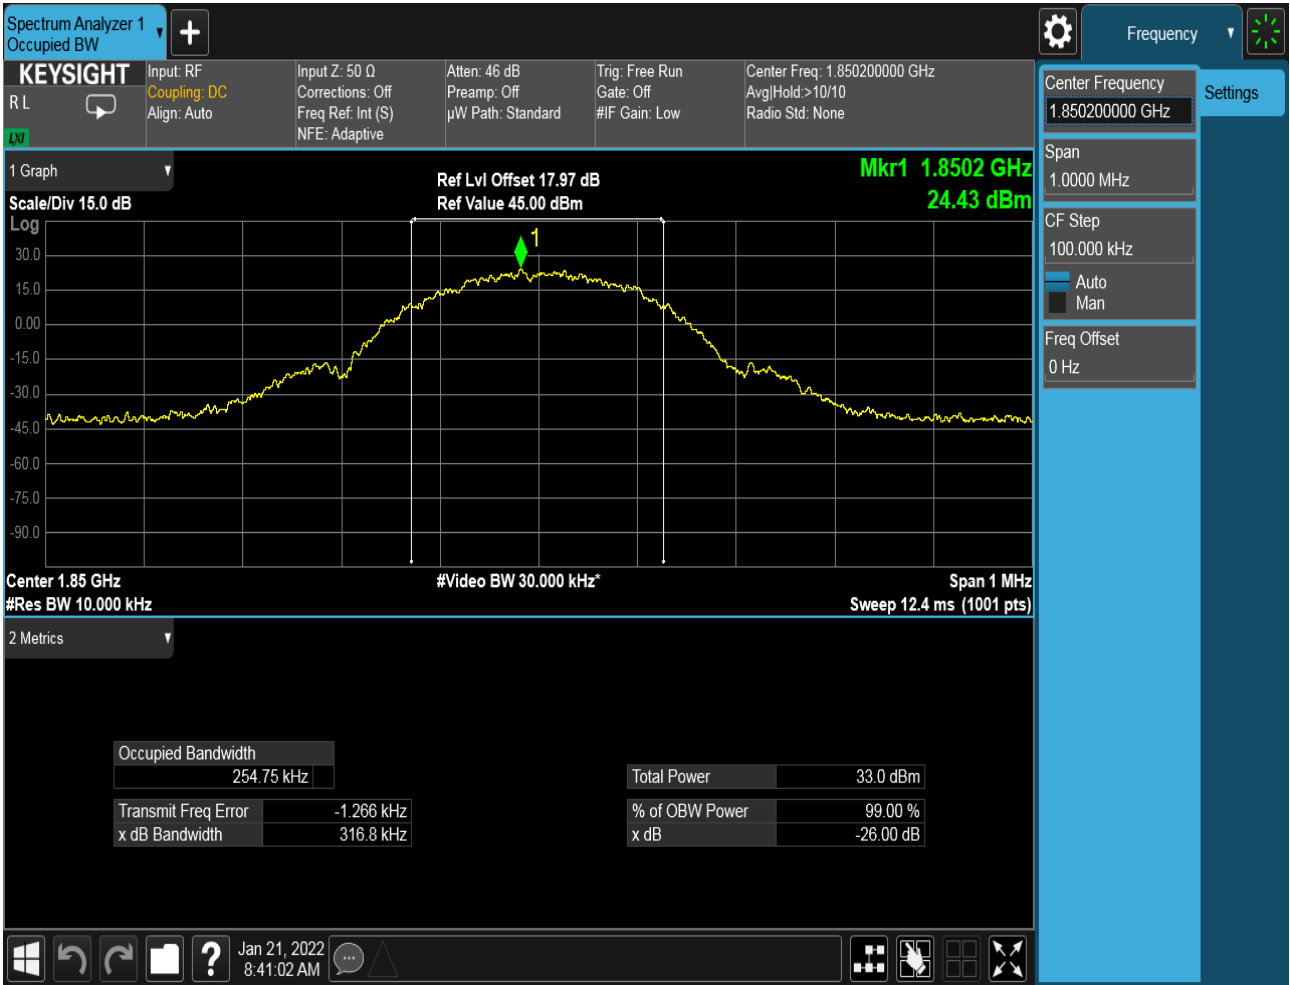 Spectrum Analyzer 1
Occupied BW
Frequency
KEYSIGHT
R L
LXI
Input: RF
Coupling: DC
Align: Auto
Input Z: 50 Ω
Corrections: Off
Freq Ref: Int (S)
NFE: Adaptive
Atten: 46 dB
Preamp: Off
µW Path: Standard
Trig: Free Run
Gate: Off
#IF Gain: Low
Center Freq: 1.850200000 GHz
Avg|Hold:>10/10
Radio Std: None
Center Frequency
1.850200000 GHz
Settings
Span
1.0000 MHz
CF Step
100.000 kHz
Auto
Man
Freq Offset
0 Hz
1 Graph
Scale/Div 15.0 dB
Log
Ref Lvl Offset 17.97 dB
Ref Value 45.00 dBm
Mkr1 1.8502 GHz
24.43 dBm
1
30.0
15.0
0.00
-15.0
-30.0
-45.0
-60.0
-75.0
-90.0
Center 1.85 GHz
#Res BW 10.000 kHz
#Video BW 30.000 kHz*
Span 1 MHz
Sweep 12.4 ms (1001 pts)
2 Metrics
Occupied Bandwidth
254.75 kHz
Transmit Freq Error -1.266 kHz
x dB Bandwidth 316.8 kHz
Total Power 33.0 dBm
% of OBW Power 99.00 %
x dB -26.00 dB
?
Jan 21, 2022
8:41:02 AM